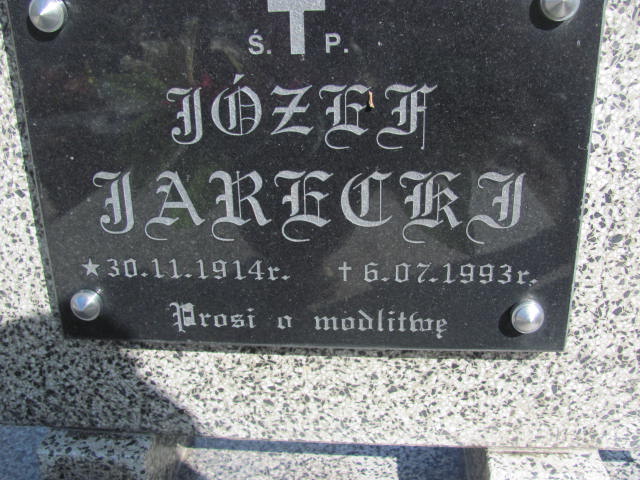 Ś. P.
JÓZEF
JARECKI
★30.11.1914r. †6.07.1993r.
Prosi o modlitwę